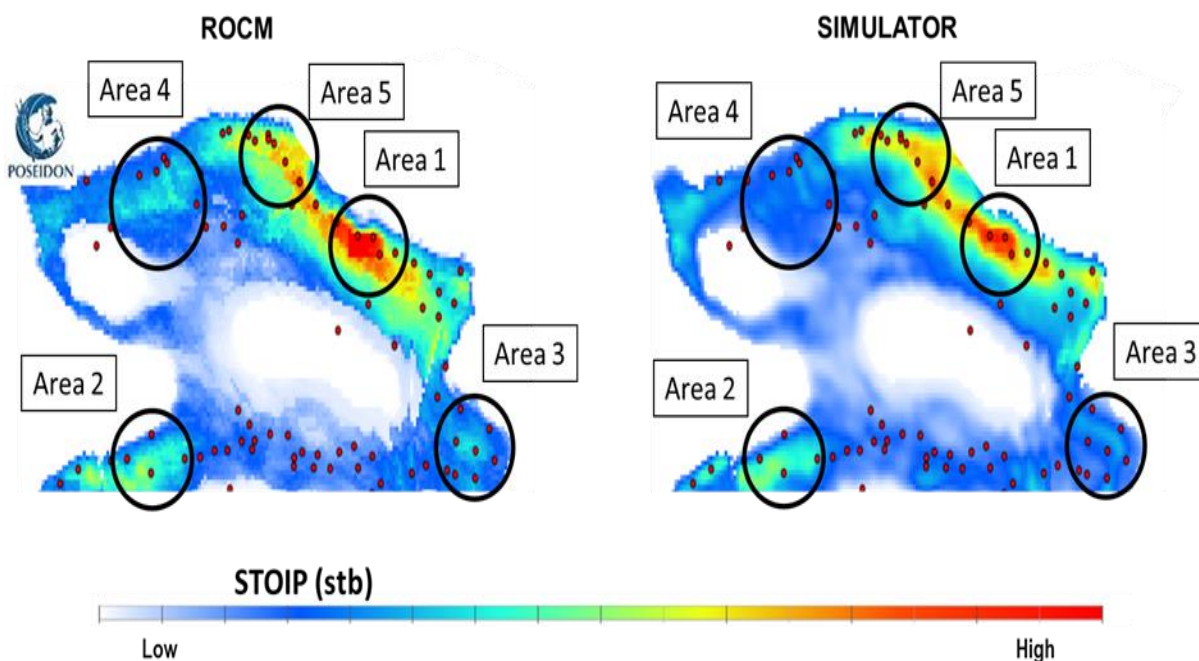 ROCM
SIMULATOR
Area 4
Area 5
Area 1
POSEIDON
Area 2
Area 3
Area 4
Area 5
Area 1
Area 2
Area 3
STOIP (stb)
Low
High